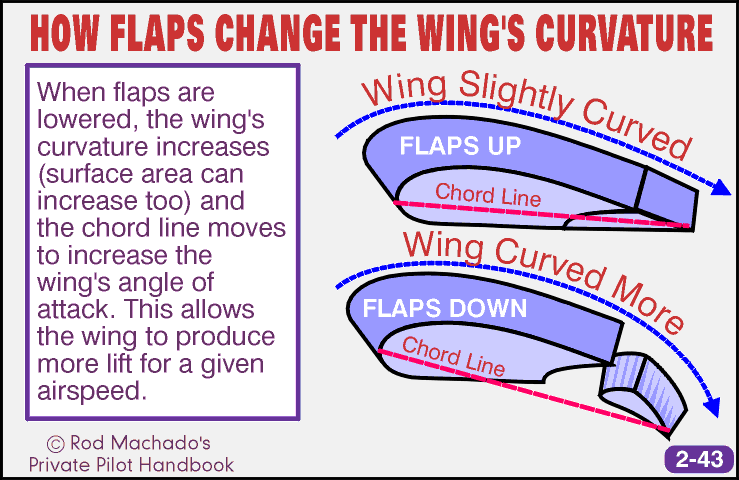 HOW FLAPS CHANGE THE WING'S CURVATURE
When flaps are
lowered, the wing's
curvature increases
(surface area can
increase too) and
the chord line moves
to increase the
wing's angle of
attack. This allows
the wing to produce
more lift for a given
airspeed.
Wing Slightly Curved
FLAPS UP
Chord Line
Wing Curved More
FLAPS DOWN
Chord Line
© Rod Machado's
Private Pilot Handbook
2-43